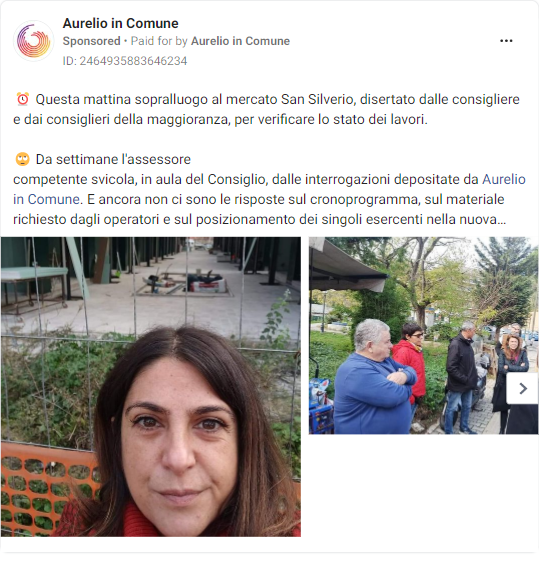 Aurelio in Comune
Sponsored • Paid for by Aurelio in Comune
ID: 2464935883646234
⏰ Questa mattina sopralluogo al mercato San Silverio, disertato dalle consigliere
e dai consiglieri della maggioranza, per verificare lo stato dei lavori.
🙄 Da settimane l'assessore
competente svicola, in aula del Consiglio, dalle interrogazioni depositate da Aurelio
in Comune. E ancora non ci sono le risposte sul cronoprogramma, sul materiale
richiesto dagli operatori e sul posizionamento dei singoli esercenti nella nuova...